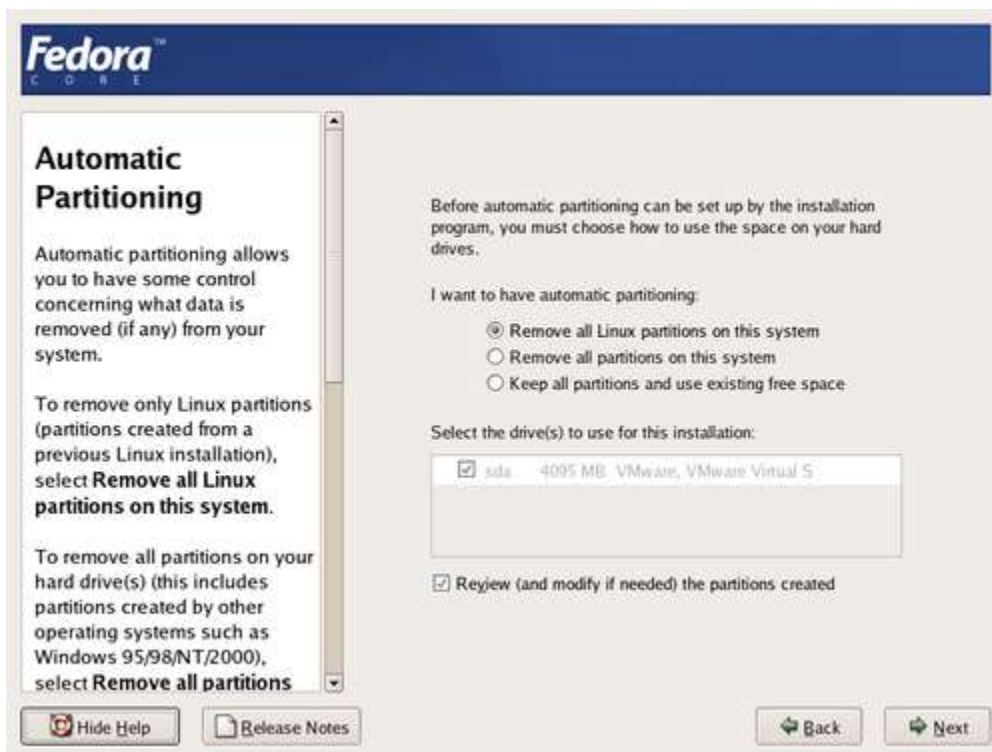 Fedora™
CORE
Automatic
Partitioning
Automatic partitioning allows
you to have some control
concerning what data is
removed (if any) from your
system.
To remove only Linux partitions
(partitions created from a
previous Linux installation),
select Remove all Linux
partitions on this system.
To remove all partitions on your
hard drive(s) (this includes
partitions created by other
operating systems such as
Windows 95/98/NT/2000),
select Remove all partitions
Before automatic partitioning can be set up by the installation
program, you must choose how to use the space on your hard
drives.
I want to have automatic partitioning:
Remove all Linux partitions on this system
Remove all partitions on this system
Keep all partitions and use existing free space
Select the drive(s) to use for this installation:
sda 4095 MB VMware, VMware Virtual S
Review (and modify if needed) the partitions created
Hide Help
Release Notes
Back
Next